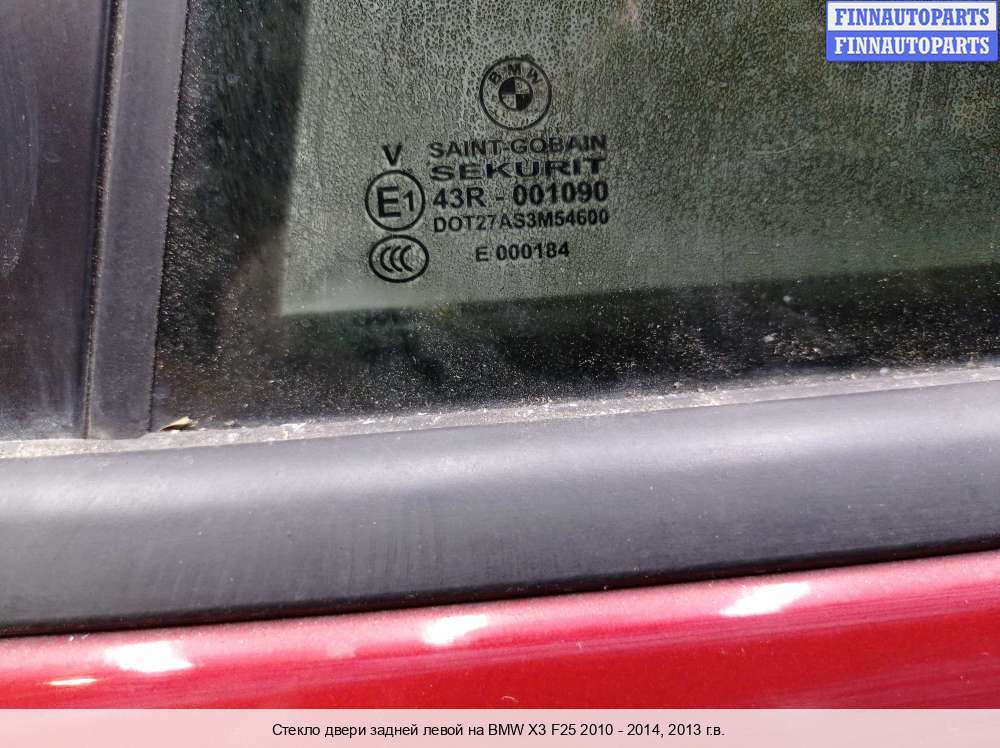 FINNAUTOPARTS
FINNAUTOPARTS
BMW
SAINT-GOBAIN
SEKURIT
V
E1
43R - 001090
DOT27AS3M54600
CCC
E 000184
Стекло двери задней левой на BMW X3 F25 2010 - 2014, 2013 г.в.